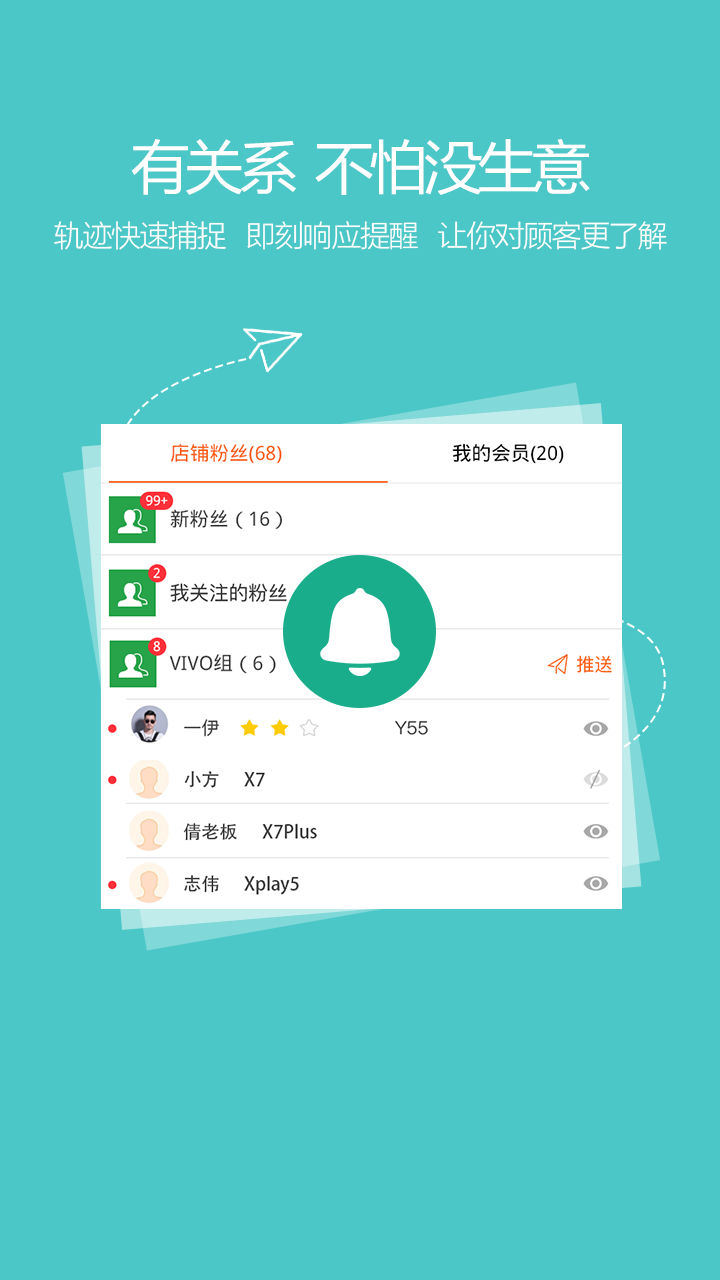 有关系 不怕没生意
轨迹快速捕捉 即刻响应提醒 让你对顾客更了解
店铺粉丝(68) 我的会员(20)
99+
新粉丝（16）
2
我关注的粉丝
8
VIVO组（6） 推送
一伊 Y55
小方 X7
倩老板 X7Plus
志伟 Xplay5